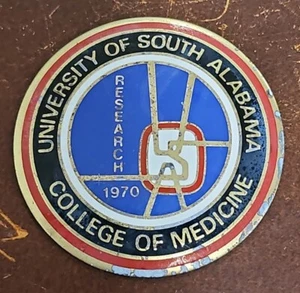 UNIVERSITY OF SOUTH ALABAMA
COLLEGE OF MEDICINE
RESEARCH
1970